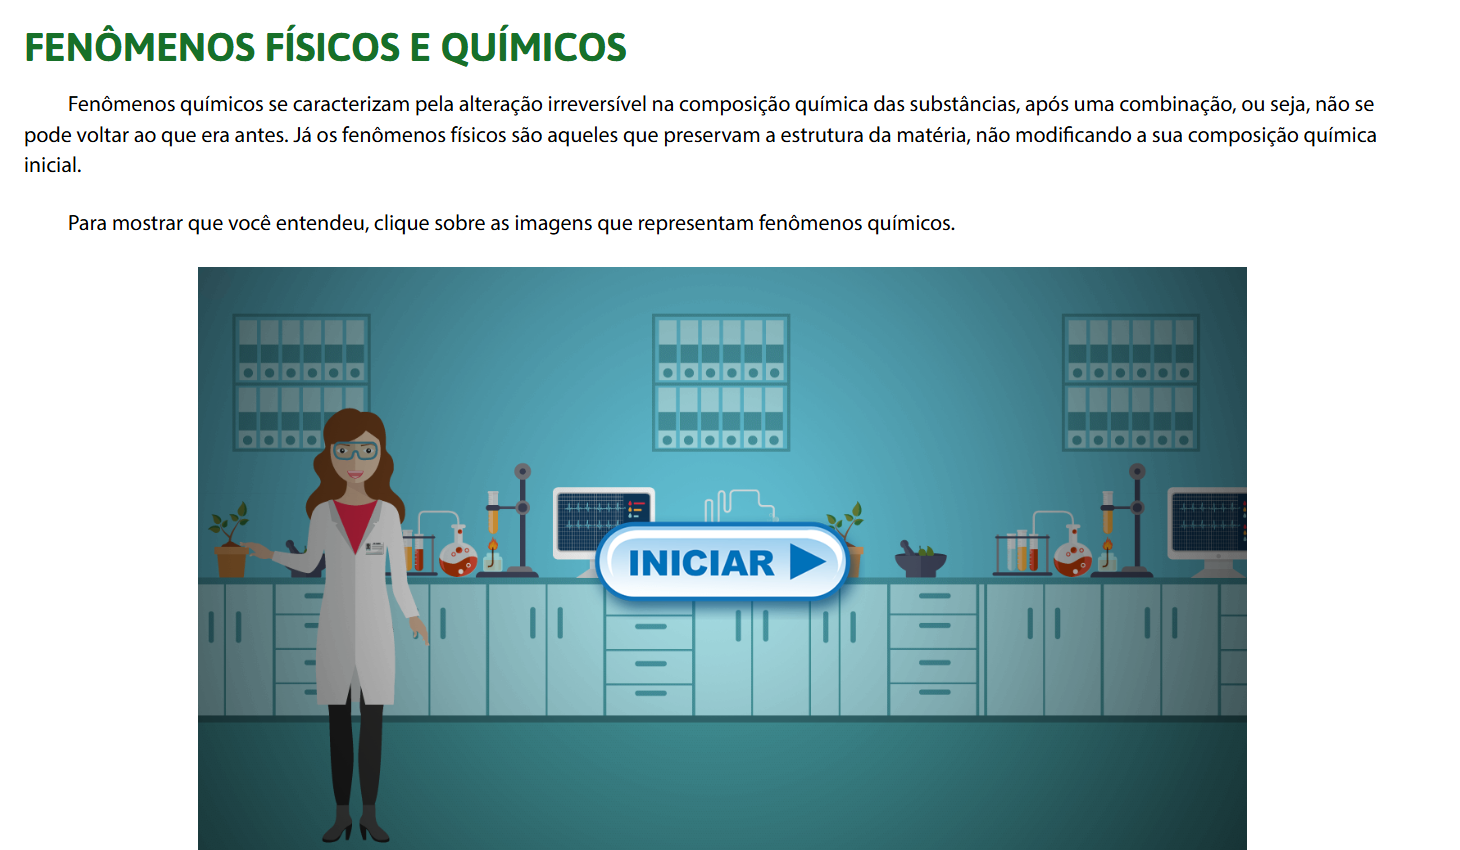 FENÔMENOS FÍSICOS E QUÍMICOS
Fenômenos químicos se caracterizam pela alteração irreversível na composição química das substâncias, após uma combinação, ou seja, não se
pode voltar ao que era antes. Já os fenômenos físicos são aqueles que preservam a estrutura da matéria, não modificando a sua composição química
inicial.
Para mostrar que você entendeu, clique sobre as imagens que representam fenômenos químicos.
INICIAR